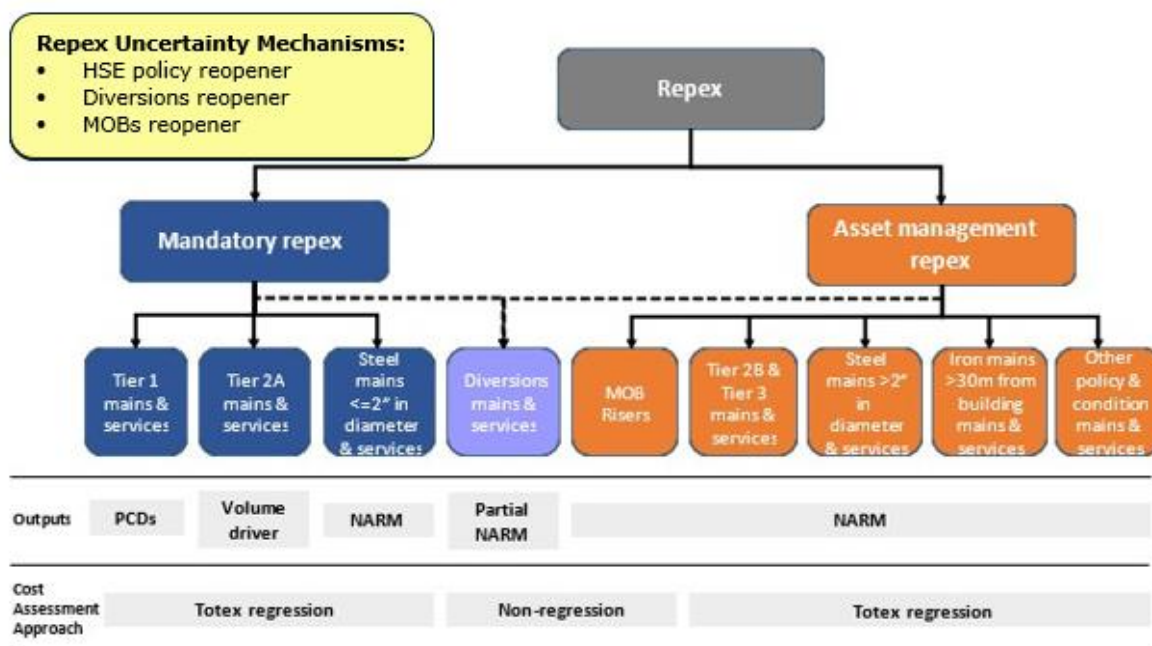 Repex Uncertainty Mechanisms:
• HSE policy reopener
• Diversions reopener
• MOBs reopener
Repex
Mandatory repex
Asset management
repex
Tier 1
mains &
services
Tier 2A
mains &
services
Steel
mains
<=2" in
diameter
& services
Diversions
mains &
services
MOB
Risers
Tier 2B &
Tier 3
mains &
services
Steel
mains >2"
in
diameter
& services
Iron mains
>30m from
building
mains &
services
Other
policy &
condition
mains &
services
Outputs
PCDs
Volume
driver
NARM
Partial
NARM
NARM
Cost
Assessment
Approach
Totex regression
Non-regression
Totex regression